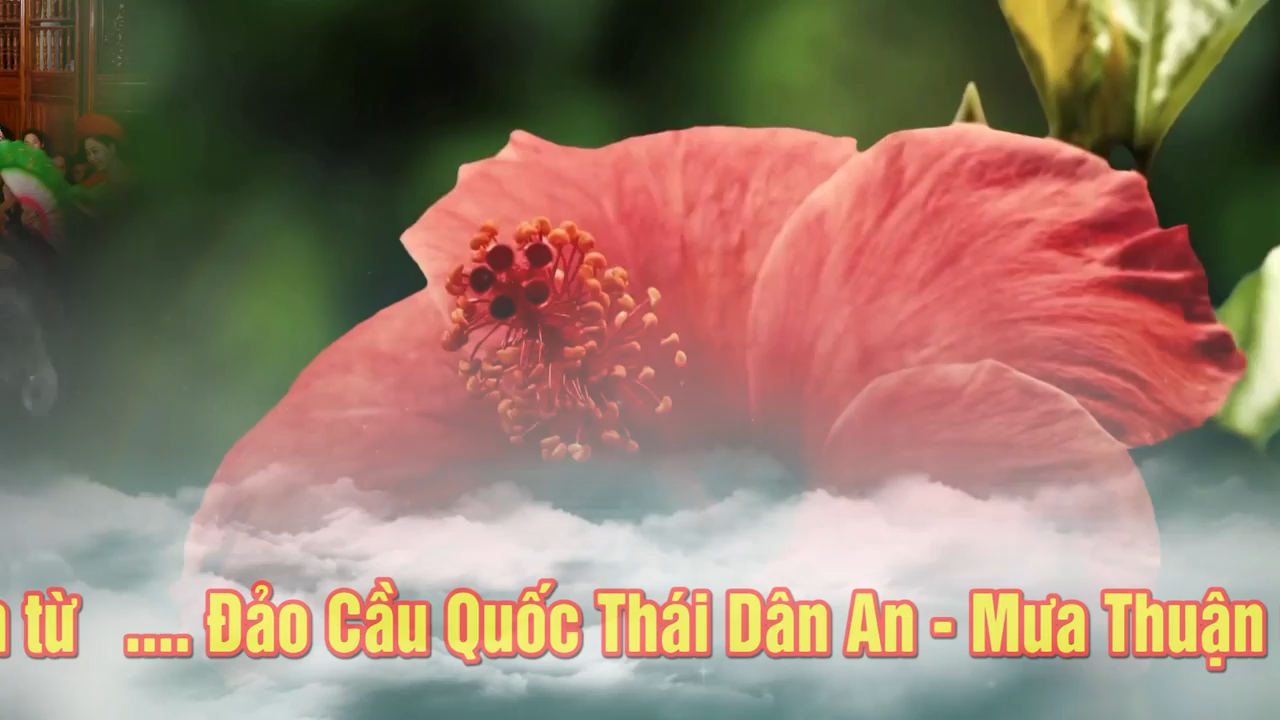 từ .... Đảo Cầu Quốc Thái Dân An - Mưa Thuận